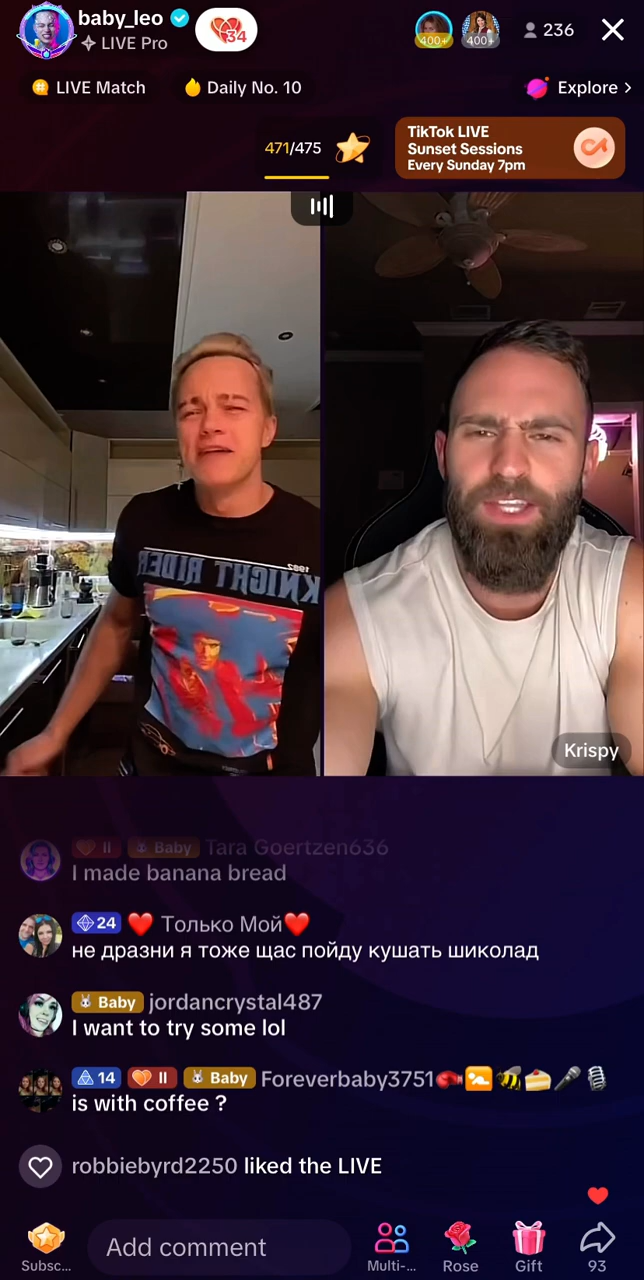 baby_leo
34
400+
400+
236
LIVE Pro
LIVE Match
Daily No. 10
Explore
471/475
TikTok LIVE
Sunset Sessions
Every Sunday 7pm
1982
KNIGHT RIDER
Krispy
II Baby Tara Goertzen636
I made banana bread
24 ❤️ Только Мой❤️
не дразни я тоже щас пойду кушать шиколад
Baby jordancrystal487
I want to try some lol
14 II Baby Foreverbaby3751🥊🚼🐝🍰🎤🎙️
is with coffee ?
robbiebyrd2250 liked the LIVE
Add comment
Subsc... Multi-... Rose Gift 93